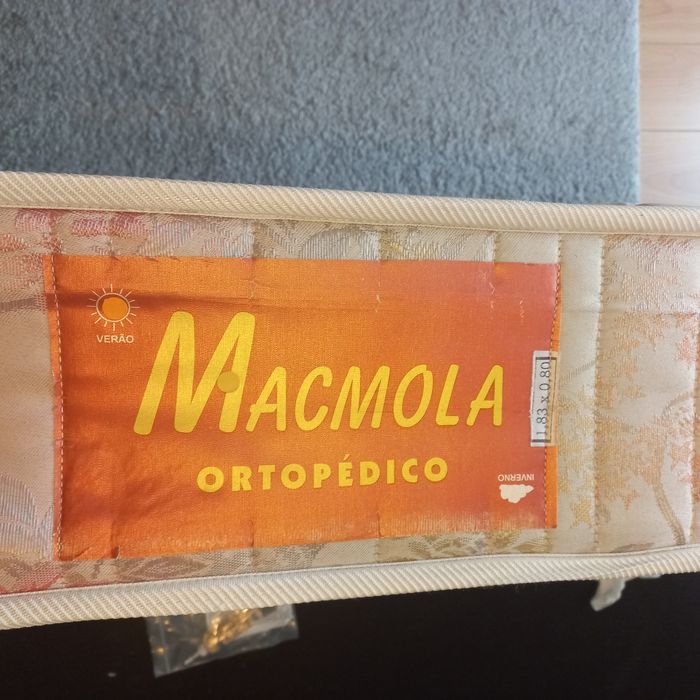 VERÃO
MACMOLA
ORTOPÉDICO
1.83 x 0.80
INVERNO